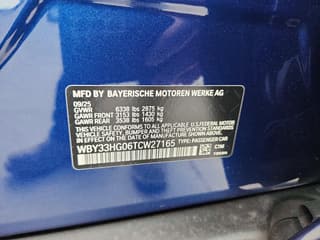 MFD BY BAYERISCHE MOTOREN WERKE AG
09/25
GVWR 6338 lbs 2875 kg
GAWR FRONT 3153 lbs 1430 kg
GAWR REAR 3538 lbs 1605 kg
THIS VEHICLE CONFORMS TO ALL APPLICABLE FEDERAL
MOTOR VEHICLE SAFETY, BUMPER, AND THEFT PREVENTION STANDARDS
IN EFFECT ON THE DATE OF MANUFACTURE SHOWN ABOVE.
WBY33HG06TCW27165 TYPE: PASSENGER CAR
C3M